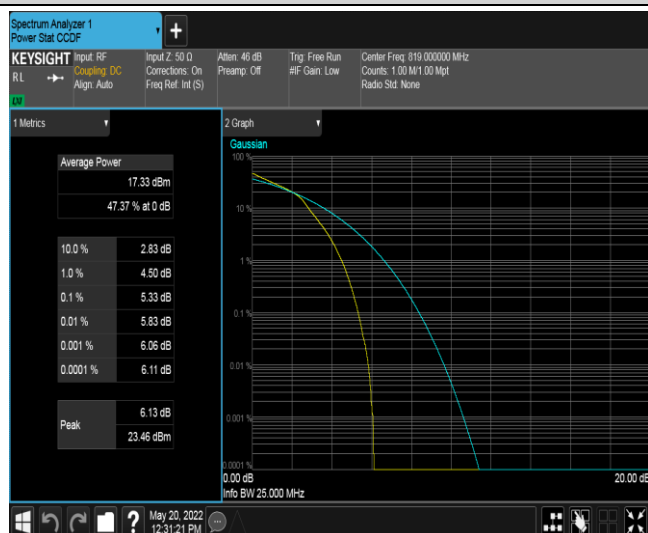 Spectrum Analyzer 1
Power Stat CCDF
KEYSIGHT Input: RF Input Z: 50 Ω Atten: 46 dB Trig: Free Run Center Freq: 819.000000 MHz
RL Coupling: DC Corrections: On Preamp: Off #IF Gain: Low Counts: 1.00 M/1.00 Mpt
Align: Auto Freq Ref: Int (S) Radio Std: None
LXI
1 Metrics
2 Graph
Average Power
17.33 dBm
47.37 % at 0 dB
10.0 % 2.83 dB
1.0 % 4.50 dB
0.1 % 5.33 dB
0.01 % 5.83 dB
0.001 % 6.06 dB
0.0001 % 6.11 dB
Peak 6.13 dB
23.46 dBm
Gaussian
100 %
10 %
1 %
0.1 %
0.01 %
0.001 %
0.0001 %
0.00 dB 20.00 dB
Info BW 25.000 MHz
? May 20, 2022
12:31:21 PM